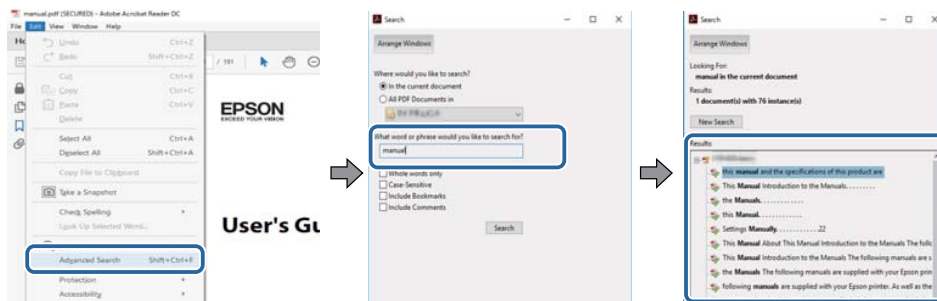 manual.pdf (SECURED) - Adobe Acrobat Reader DC
File Edit View Window Help
Undo Ctrl+Z
Redo Shift+Ctrl+Z
Cut Ctrl+X
Copy Ctrl+C
Paste Ctrl+V
Delete
Select All Ctrl+A
Deselect All Shift+Ctrl+A
Copy File to Clipboard
Take a Snapshot
Check Spelling
Look Up Selected Word...
Advanced Search Shift+Ctrl+F
Protection
Accessibility
/ 191
EPSON
EXCEED YOUR VISION
User's Gu
Search
Arrange Windows
Where would you like to search?
In the current document
All PDF Documents in
What word or phrase would you like to search for?
manual
Whole words only
Case-Sensitive
Include Bookmarks
Include Comments
Search
Search
Arrange Windows
Looking For:
manual in the current document
Results:
1 document(s) with 76 instance(s)
New Search
Results:
this manual and the specifications of this product are
This Manual Introduction to the Manuals. . . . . . . . .
the Manuals. . . . . . . . . . . . .
this Manual. . . . . . . . . . . . .
Settings Manually. . . . . . . . . . . . .22
This Manual About This Manual Introduction to the Manuals The follo
This Manual Introduction to the Manuals The following manuals are s
the Manuals The following manuals are supplied with your Epson prin
following manuals are supplied with your Epson printer. As well as the